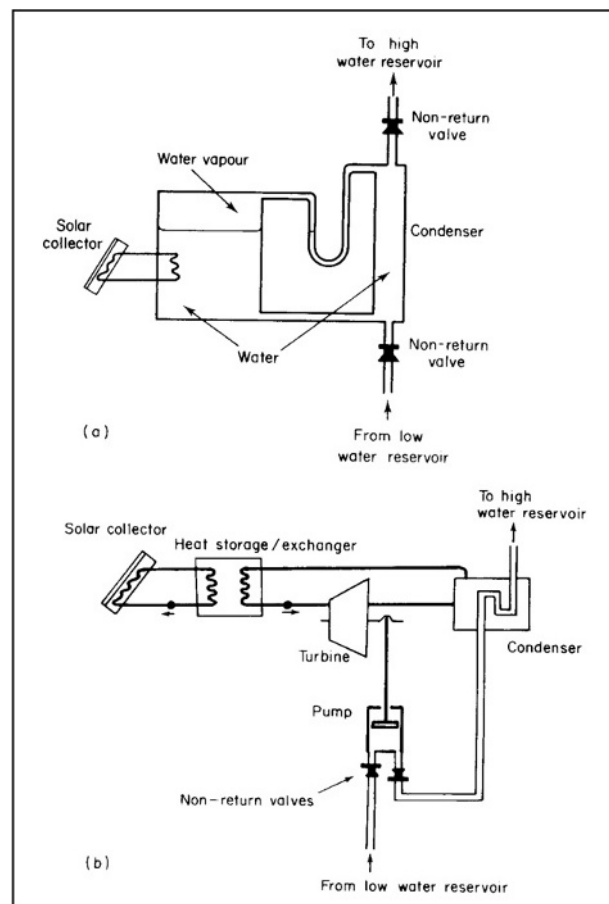 To high
water reservoir
Non-return
valve
Water vapour
Solar
collector
Condenser
Water
Non-return
valve
(a)
From low
water reservoir
To high
water reservoir
Solar collector
Heat storage/exchanger
Condenser
Turbine
Pump
Non-return valves
(b)
From low water reservoir